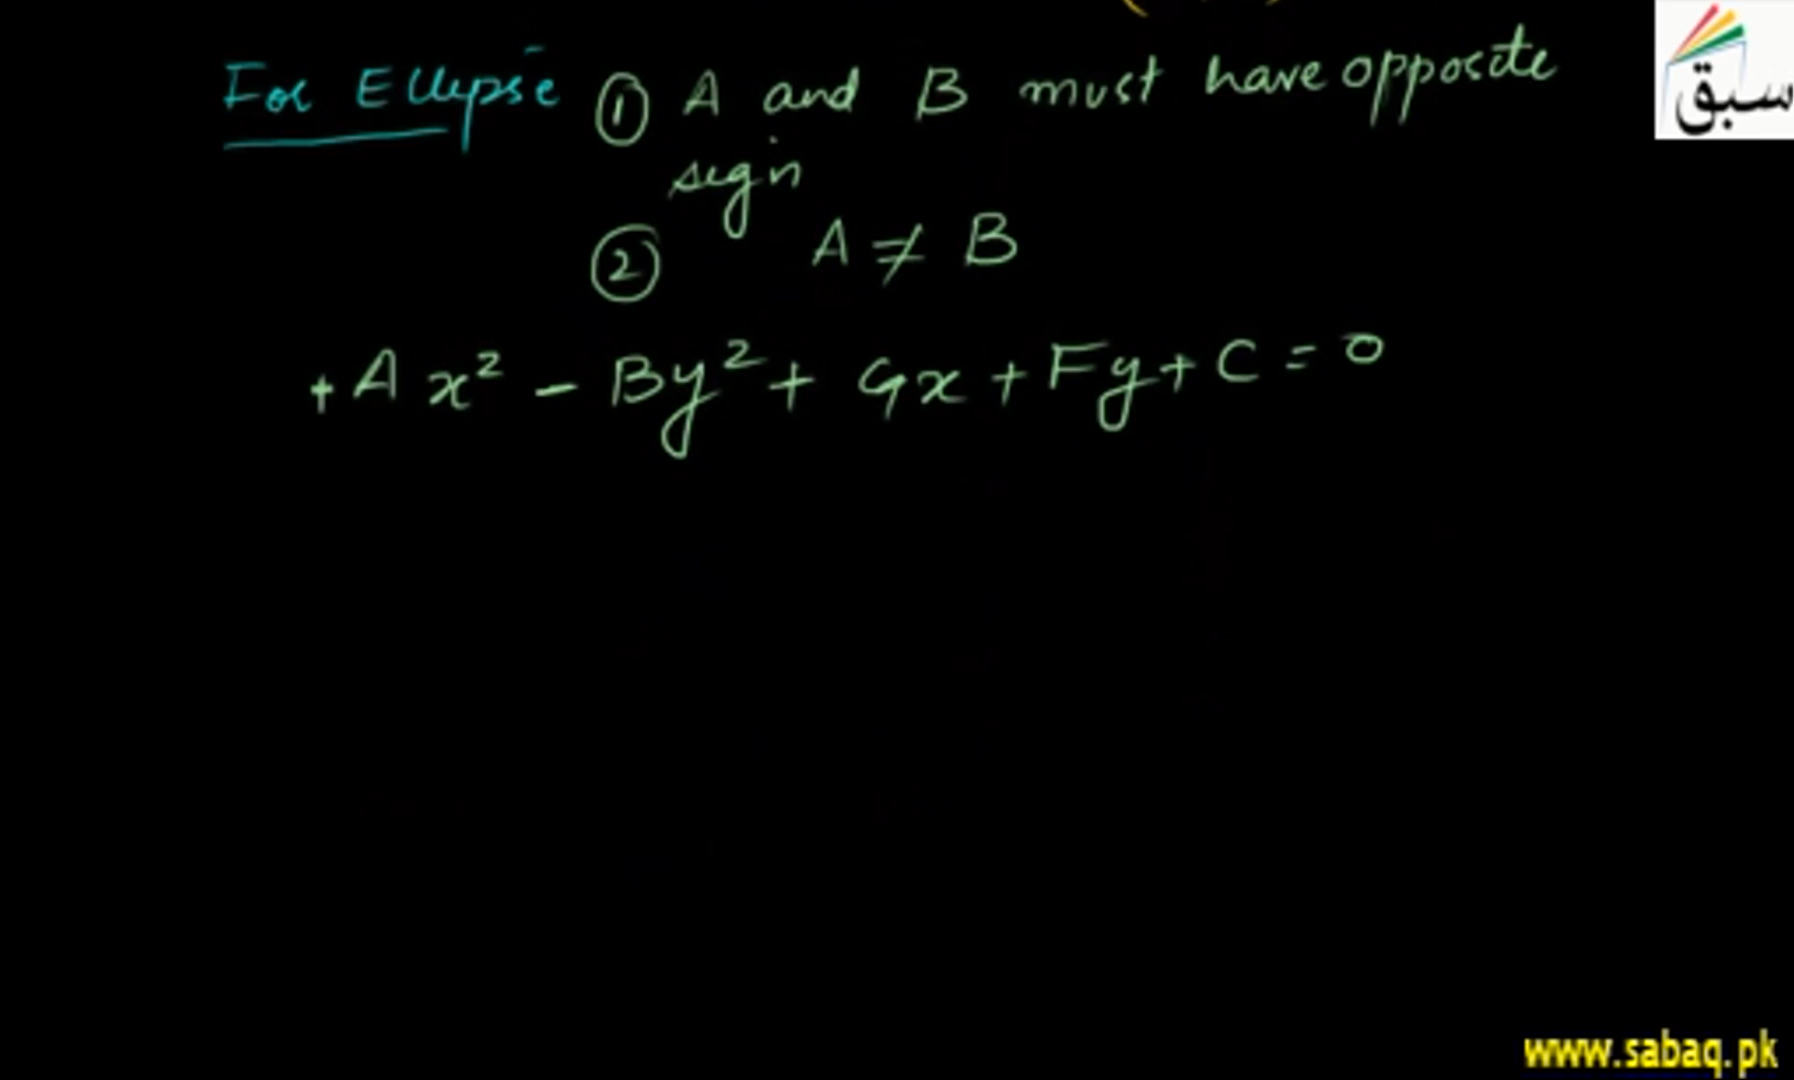 For Ellipse ① A and B must have opposite
sign
② A ≠ B
+Ax² - By² + Gx + Fy + C = 0
سبق
www.sabaq.pk